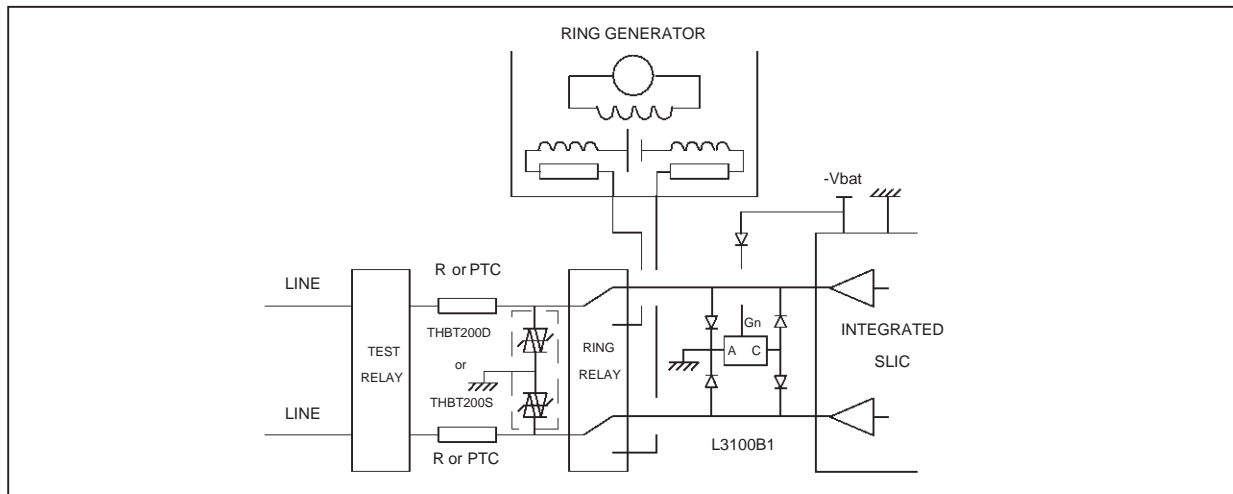 RING GENERATOR
-Vbat
R or PTC
LINE
THBT200D
Gn
A C
INTEGRATED
SLIC
TEST
RELAY
or
RING
RELAY
THBT200S
LINE
L3100B1
R or PTC